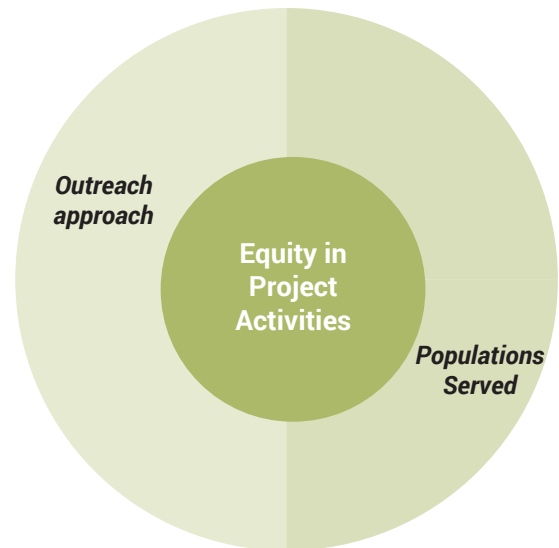 Outreach
approach
Equity in
Project
Activities
Populations
Served